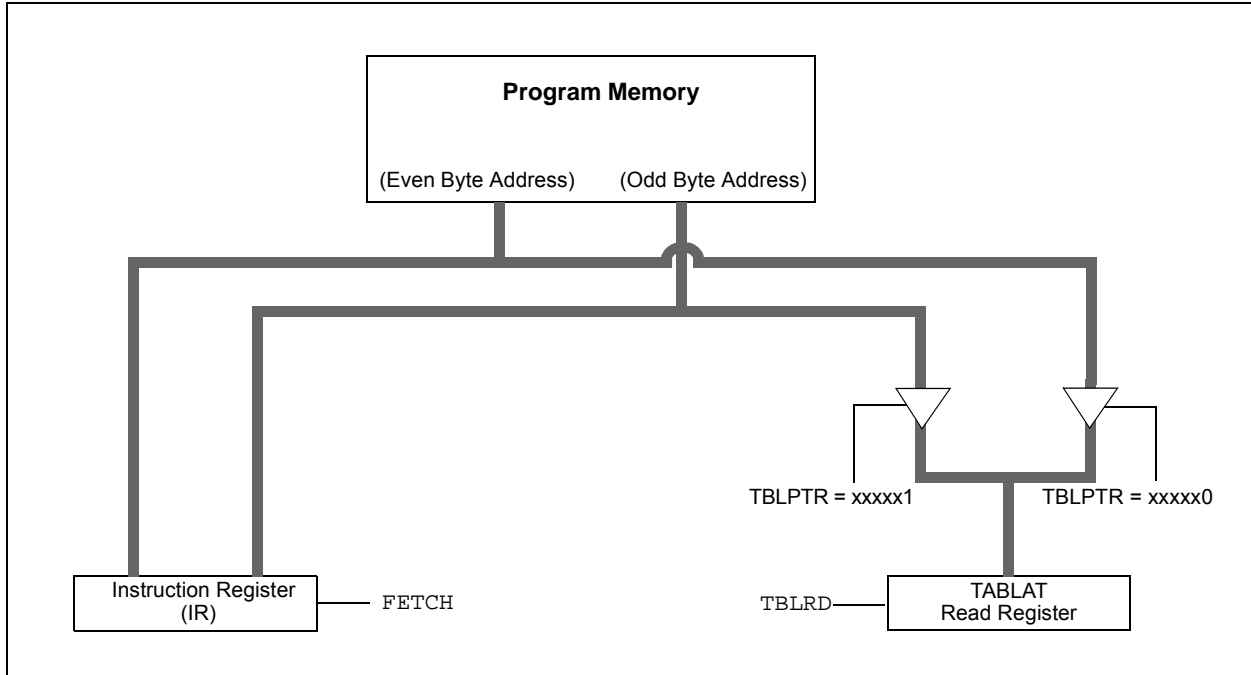 Program Memory
(Even Byte Address) (Odd Byte Address)
TBLPTR = xxxxx1 TBLPTR = xxxxx0
Instruction Register
(IR)
FETCH
TBLRD
TABLAT
Read Register